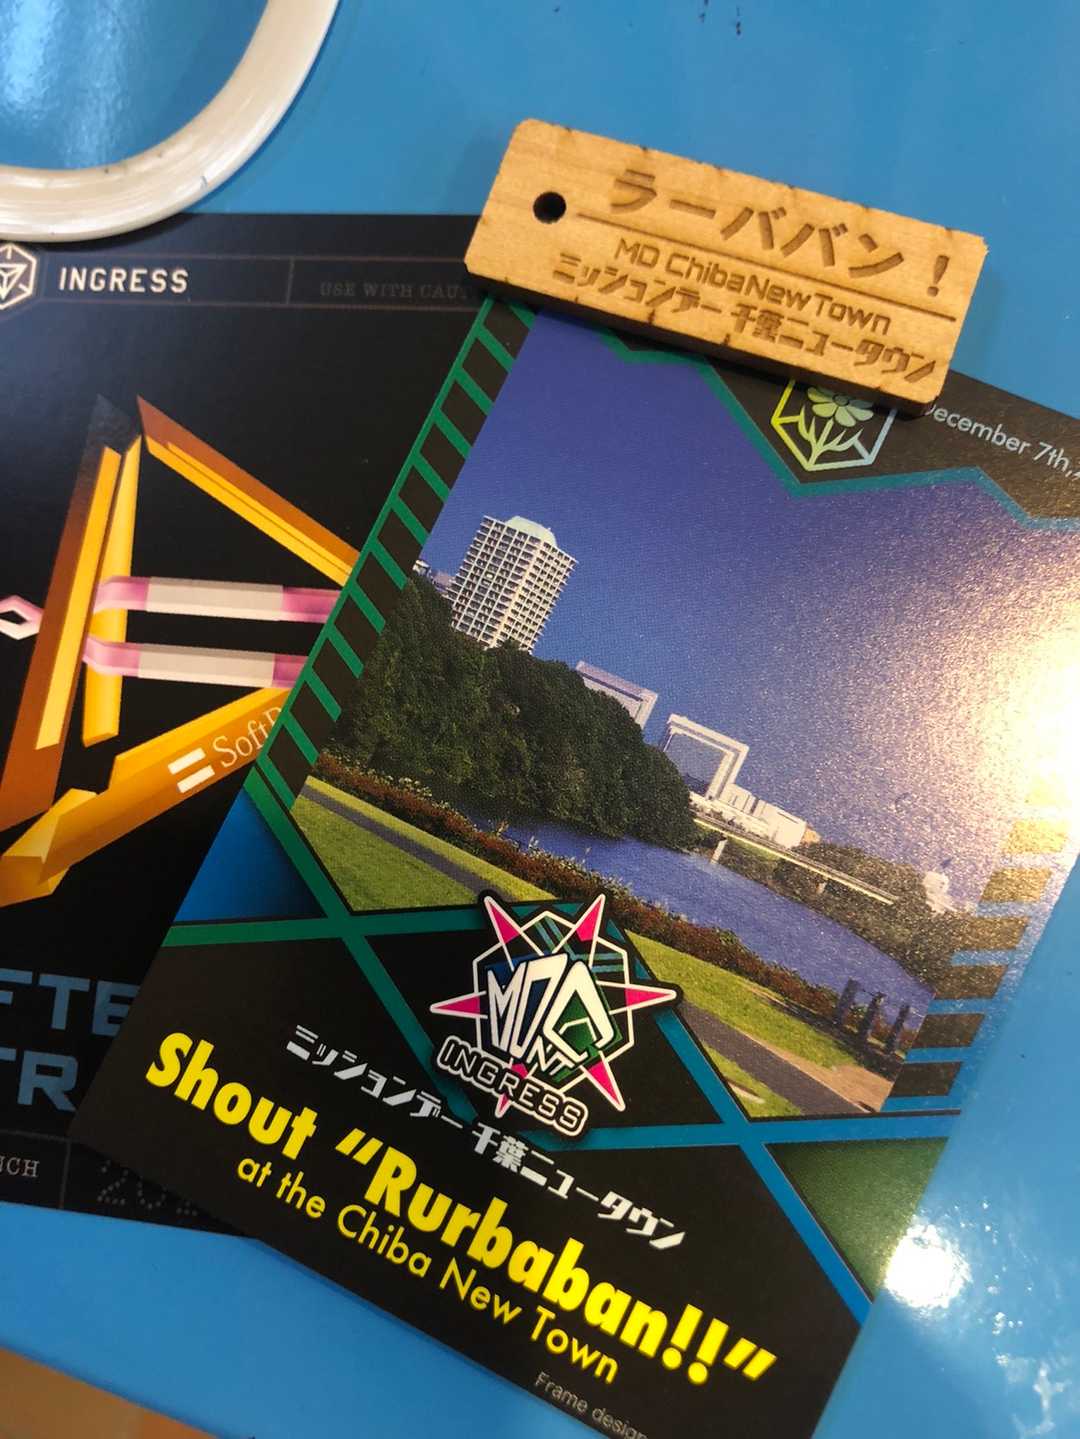 ラーババン！
MD ChibaNewTown
ミッションデー 千葉ニュータウン
INGRESS
USE WITH
December 7th,
MD
CNT
INGRESS
ミッションデー 千葉ニュータウン
Shout "Rurbaban!!"
at the Chiba New Town
Frame design